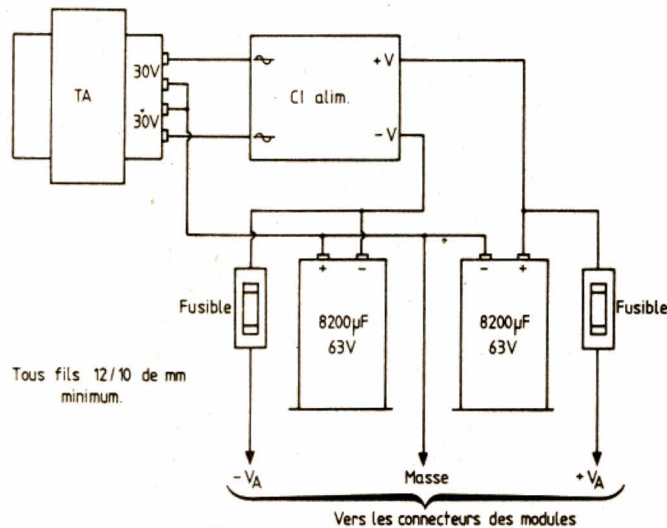 TA
30V
30V
CI alim.
+V
−V
+ −
− +
Fusible
8200µF
63V
8200µF
63V
Fusible
Tous fils 12/10 de mm
minimum.
−VA
Masse
+VA
Vers les connecteurs des modules